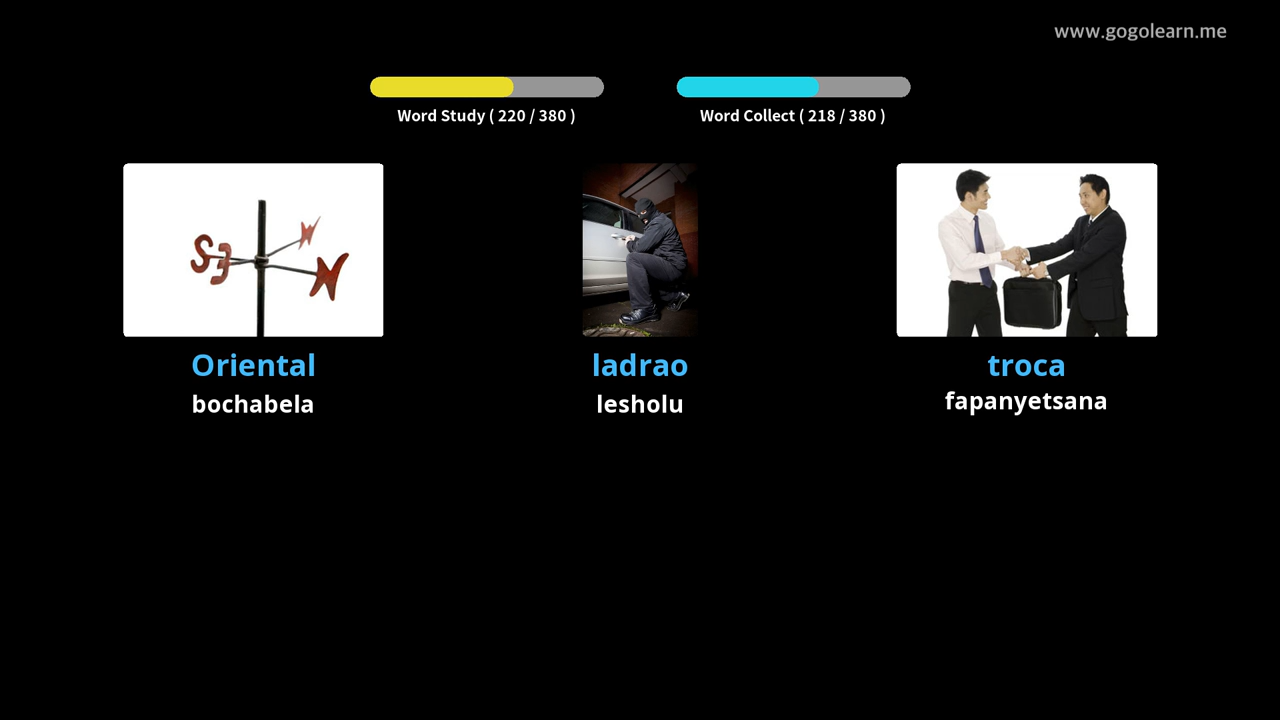 www.gogolearn.me
Word Study ( 220 / 380 )
Word Collect ( 218 / 380 )
S E N N
Oriental
ladrao
troca
bochabela
lesholu
fapanyetsana